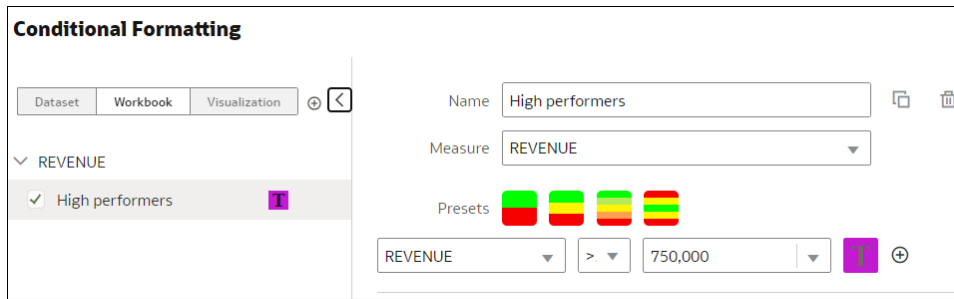 Conditional Formatting
Dataset Workbook Visualization
REVENUE
High performers T
Name High performers
Measure REVENUE
Presets
REVENUE > 750,000 T